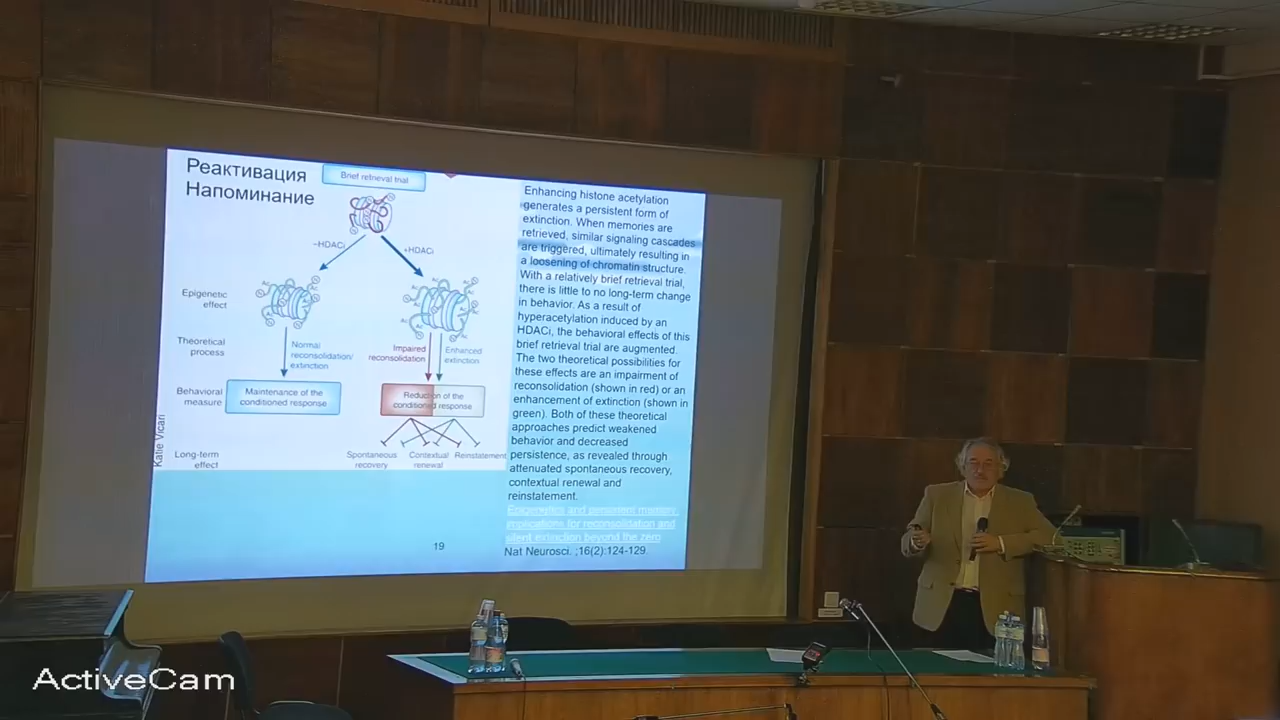 Реактивация
Напоминание
Brief retrieval trial
–HDACi
+HDACi
Epigenetic
effect
Theoretical
process
Normal
reconsolidation/
extinction
Impaired
reconsolidation
Enhanced
extinction
Behavioral
measure
Maintenance of the
conditioned response
Reduction of the
conditioned response
Long-term
effect
Spontaneous
recovery
Contextual
renewal
Reinstatement
Katie Vicari
19
Enhancing histone acetylation
generates a persistent form of
extinction. When memories are
retrieved, similar signaling cascades
are triggered, ultimately resulting in
a loosening of chromatin structure.
With a relatively brief retrieval trial,
there is little to no long-term change
in behavior. As a result of
hyperacetylation induced by an
HDACi, the behavioral effects of this
brief retrieval trial are augmented.
The two theoretical possibilities for
these effects are an impairment of
reconsolidation (shown in red) or an
enhancement of extinction (shown in
green). Both of these theoretical
approaches predict weakened
behavior and decreased
persistence, as revealed through
attenuated spontaneous recovery,
contextual renewal and
reinstatement.
Epigenetics and persistent memory:
implications for reconsolidation and
silent extinction beyond the zero
Nat Neurosci. ;16(2):124-129.
ActiveCam